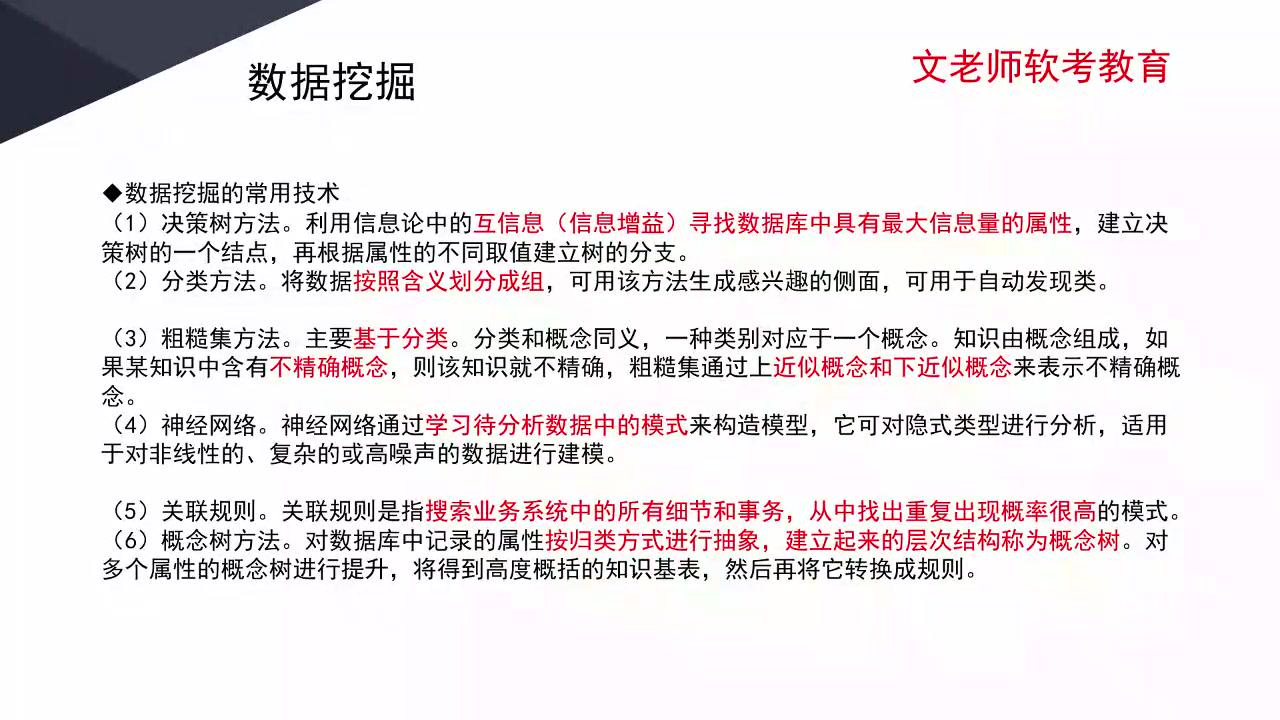 数据挖掘
文老师软考教育
◆数据挖掘的常用技术
（1）决策树方法。利用信息论中的互信息（信息增益）寻找数据库中具有最大信息量的属性，建立决
策树的一个结点，再根据属性的不同取值建立树的分支。
（2）分类方法。将数据按照含义划分成组，可用该方法生成感兴趣的侧面，可用于自动发现类。
（3）粗糙集方法。主要基于分类。分类和概念同义，一种类别对应于一个概念。知识由概念组成，如
果某知识中含有不精确概念，则该知识就不精确，粗糙集通过上近似概念和下近似概念来表示不精确概
念。
（4）神经网络。神经网络通过学习待分析数据中的模式来构造模型，它可对隐式类型进行分析，适用
于对非线性的、复杂的或高噪声的数据进行建模。
（5）关联规则。关联规则是指搜索业务系统中的所有细节和事务，从中找出重复出现概率很高的模式。
（6）概念树方法。对数据库中记录的属性按归类方式进行抽象，建立起来的层次结构称为概念树。对
多个属性的概念树进行提升，将得到高度概括的知识基表，然后再将它转换成规则。